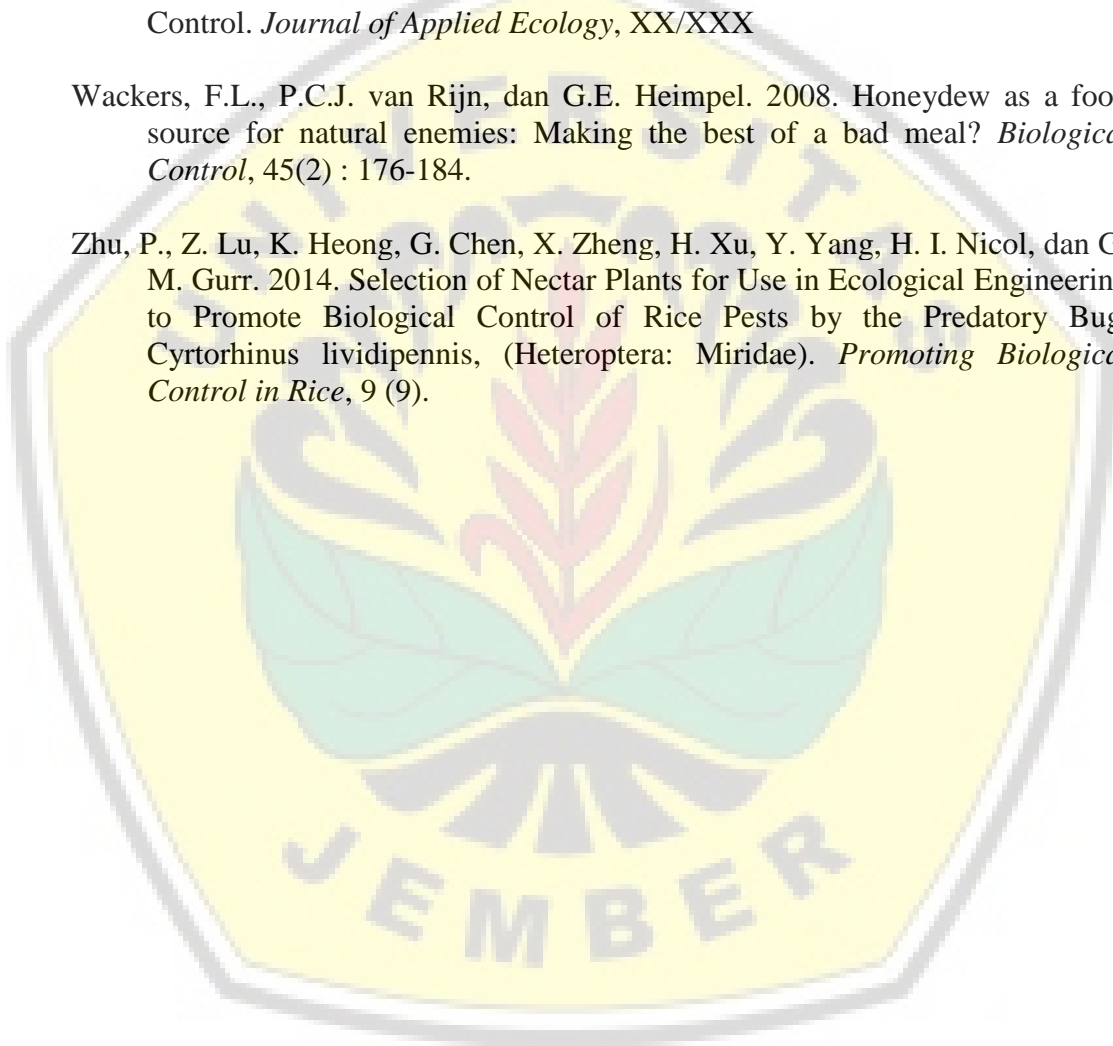 Control. Journal of Applied Ecology, XX/XXX
Wackers, F.L., P.C.J. van Rijn, dan G.E. Heimpel. 2008. Honeydew as a foo
source for natural enemies: Making the best of a bad meal? Biologica
Control, 45(2) : 176-184.
Zhu, P., Z. Lu, K. Heong, G. Chen, X. Zheng, H. Xu, Y. Yang, H. I. Nicol, dan G
M. Gurr. 2014. Selection of Nectar Plants for Use in Ecological Engineerin
to Promote Biological Control of Rice Pests by the Predatory Bug
Cyrtorhinus lividipennis, (Heteroptera: Miridae). Promoting Biologica
Control in Rice, 9 (9).
UNIVERSITAS
JEMBER